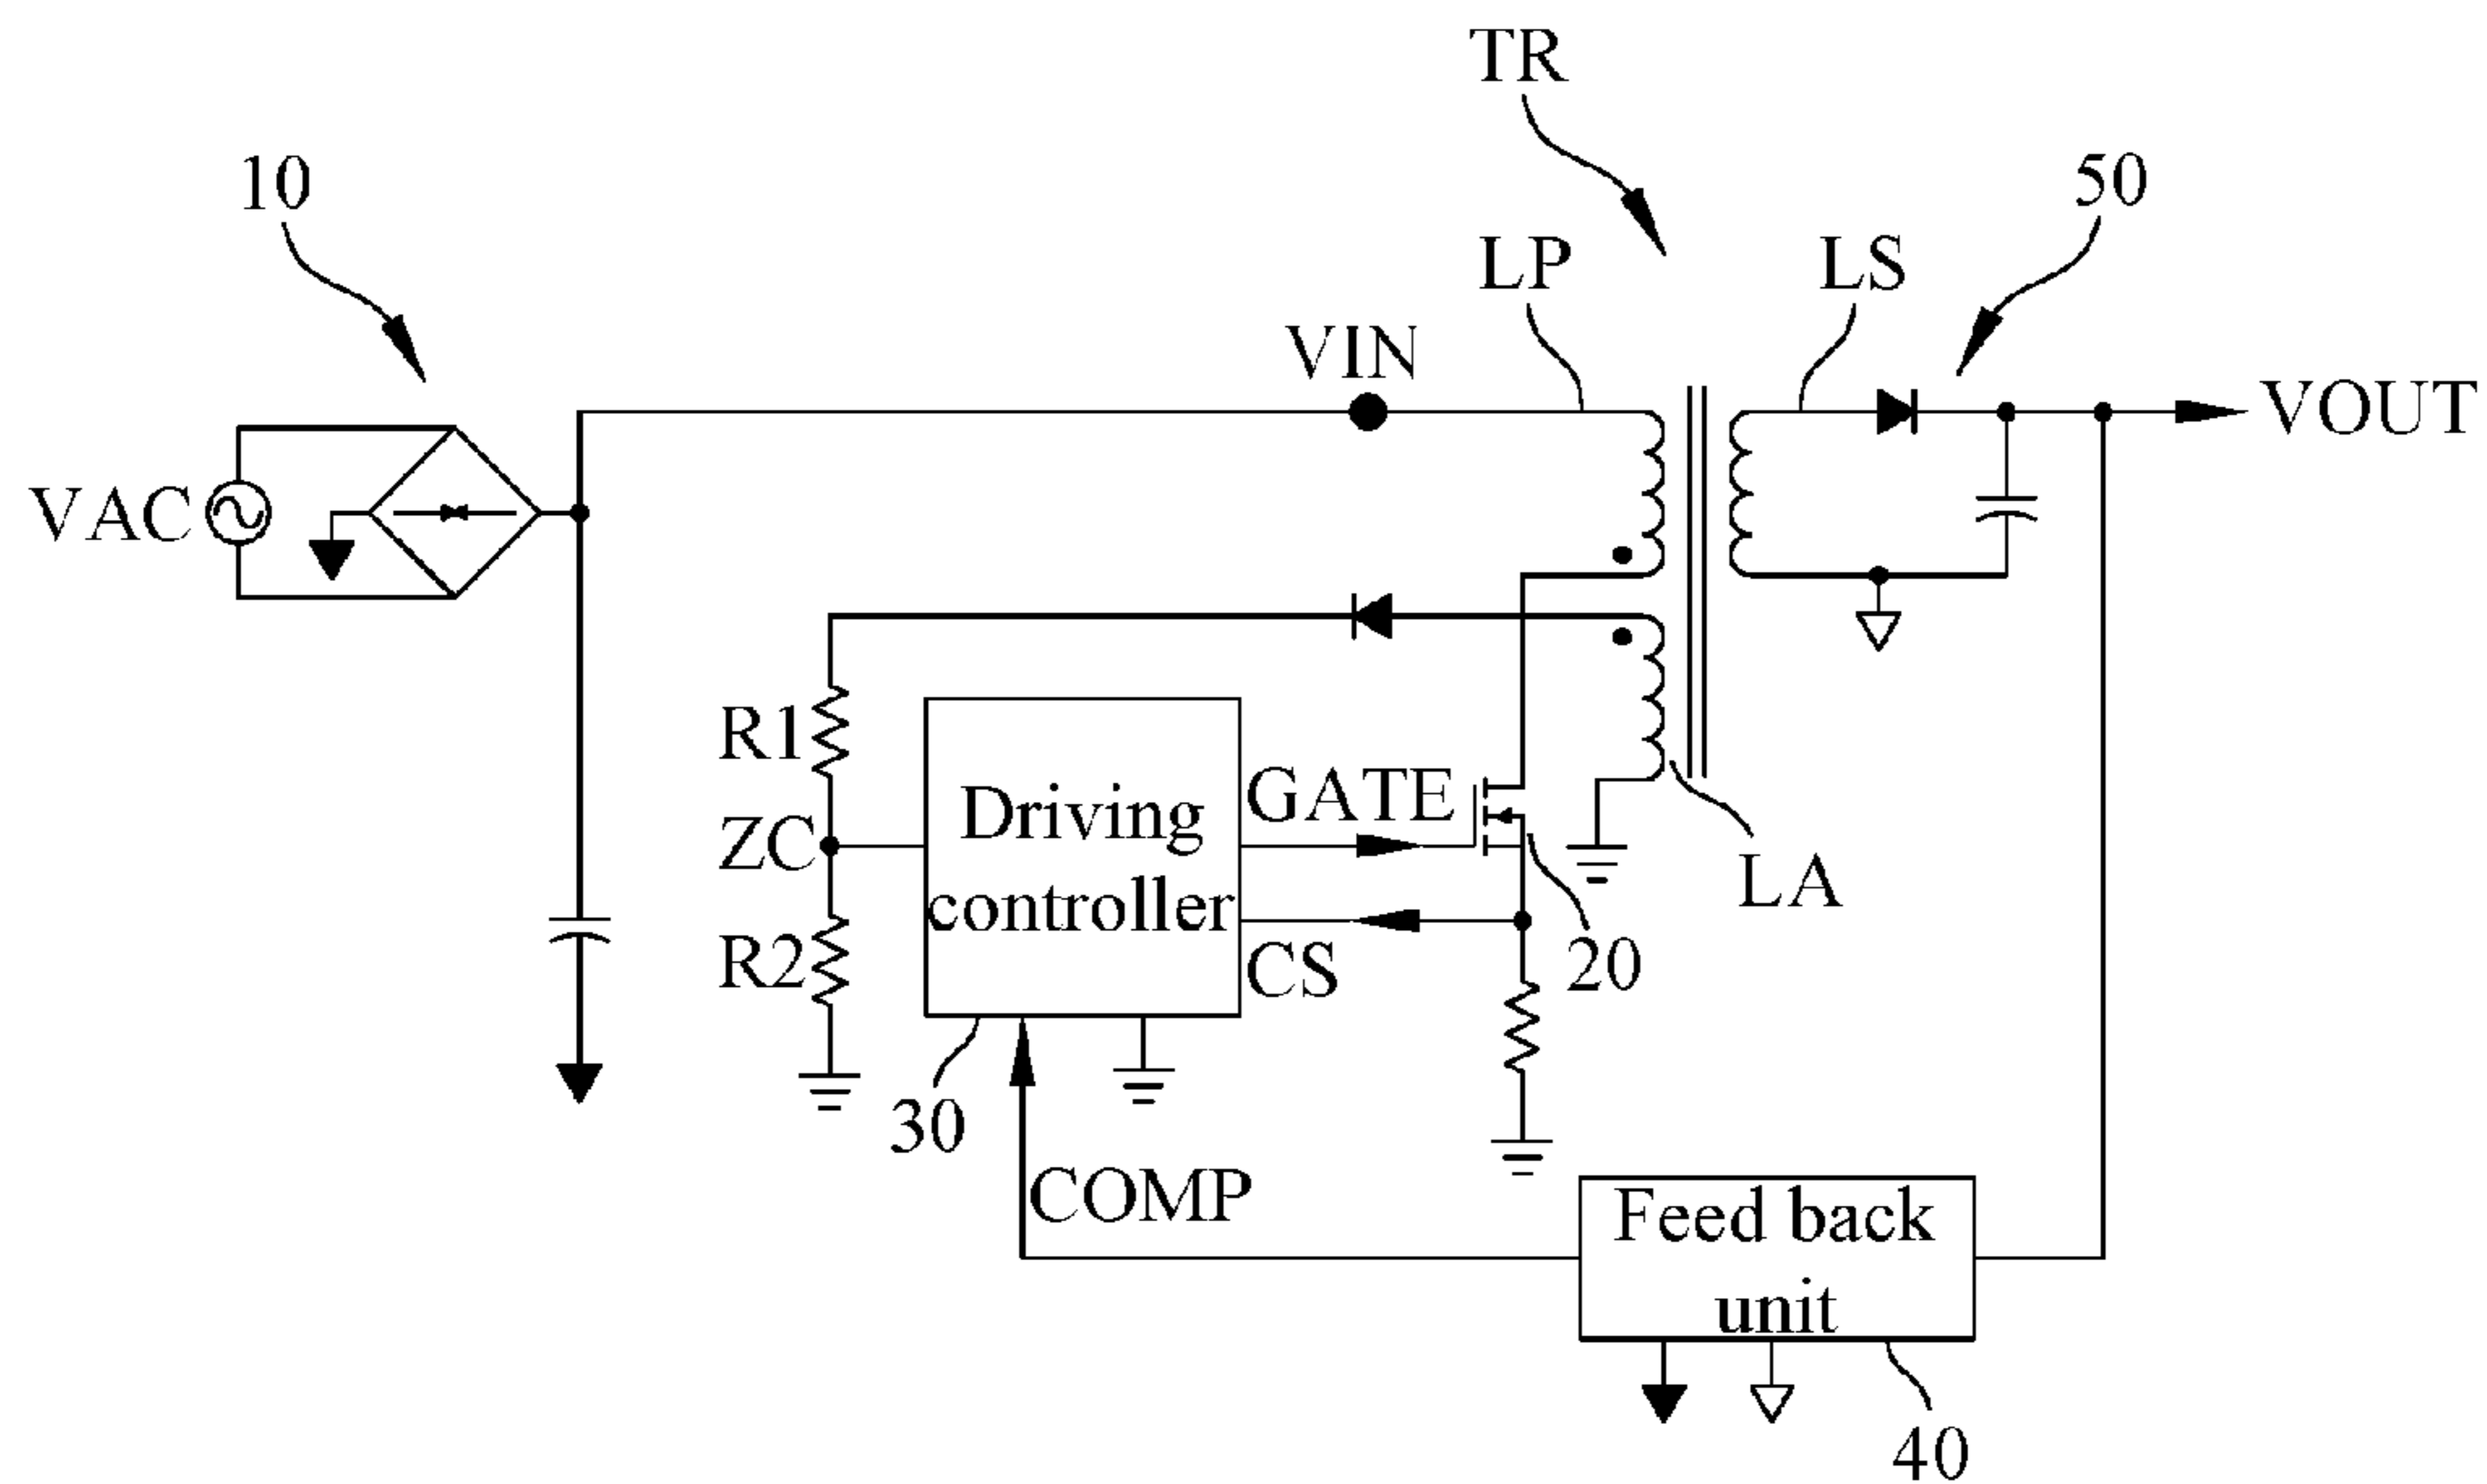 TR
10
50
LP
LS
VIN
VOUT
VAC
R1
Driving
controller
GATE
ZC
LA
R2
CS
20
30
COMP
Feed back
unit
40